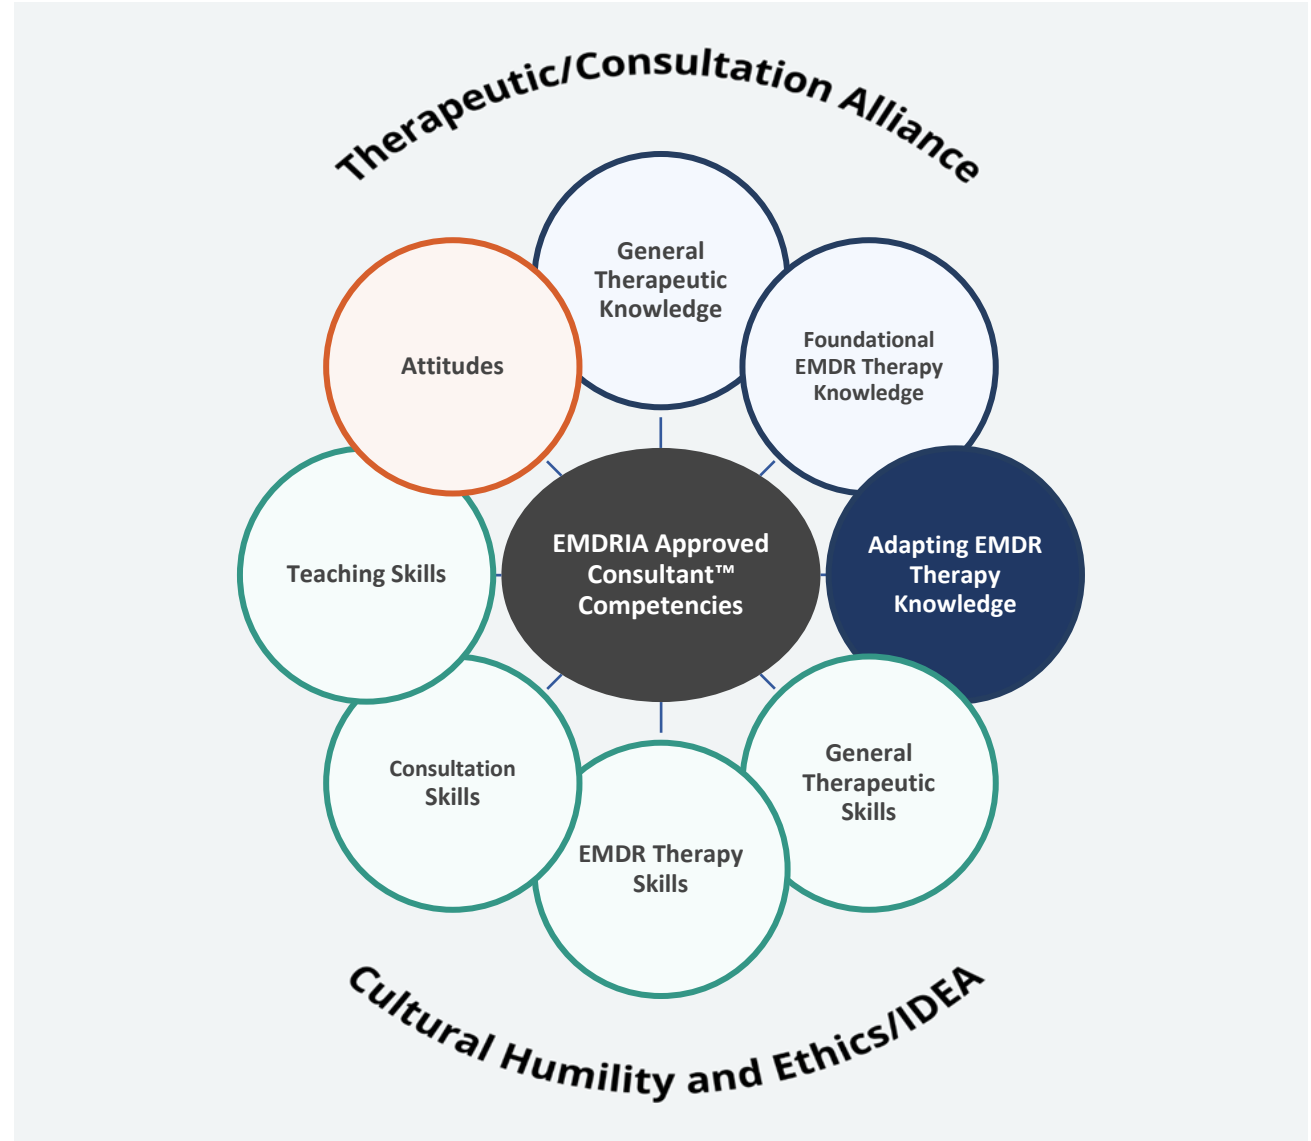 Therapeutic/Consultation Alliance
General
Therapeutic
Knowledge
Foundational
EMDR Therapy
Knowledge
Adapting EMDR
Therapy
Knowledge
General
Therapeutic
Skills
EMDR Therapy
Skills
Consultation
Skills
Teaching Skills
Attitudes
EMDRIA Approved
Consultant™
Competencies
Cultural Humility and Ethics/IDEA